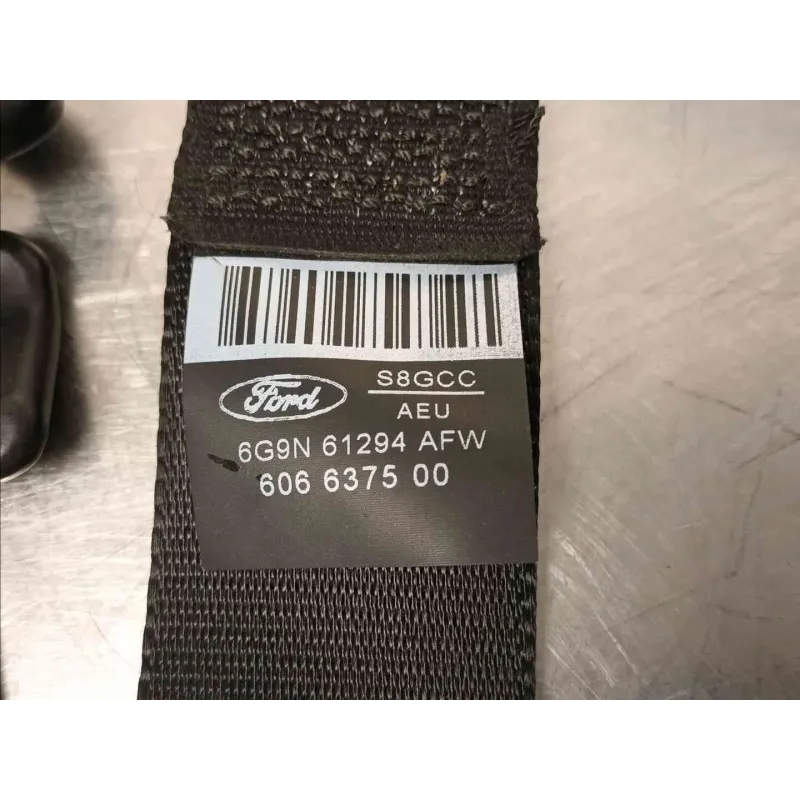 Ford
S8GCC
AEU
6G9N 61294 AFW
606 6375 00